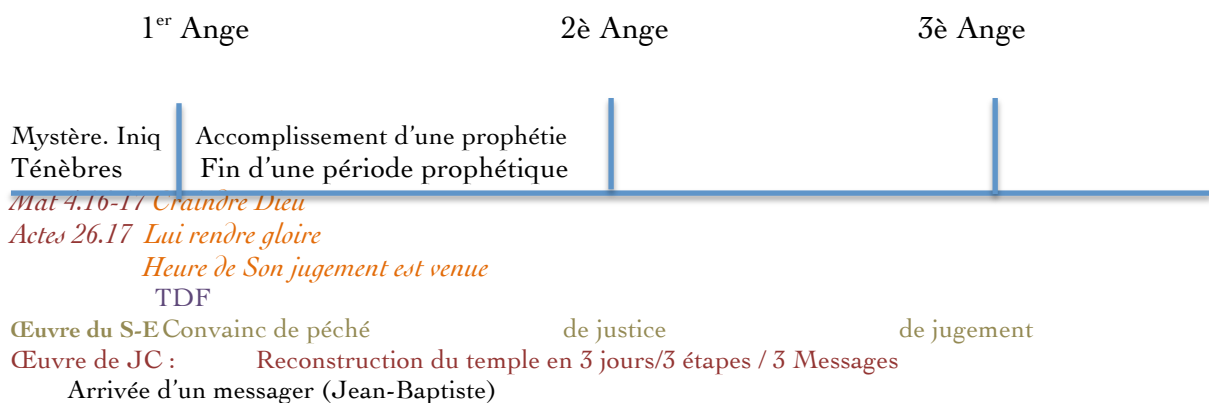 1er Ange 2è Ange 3è Ange
Mystère. Iniq Accomplissement d’une prophétie
Ténèbres Fin d’une période prophétique
Mat 4.16-17 Craindre Dieu
Actes 26.17 Lui rendre gloire
Heure de Son jugement est venue
TDF
Œuvre du S-E Convainc de péché de justice de jugement
Œuvre de JC : Reconstruction du temple en 3 jours/3 étapes / 3 Messages
Arrivée d’un messager (Jean-Baptiste)